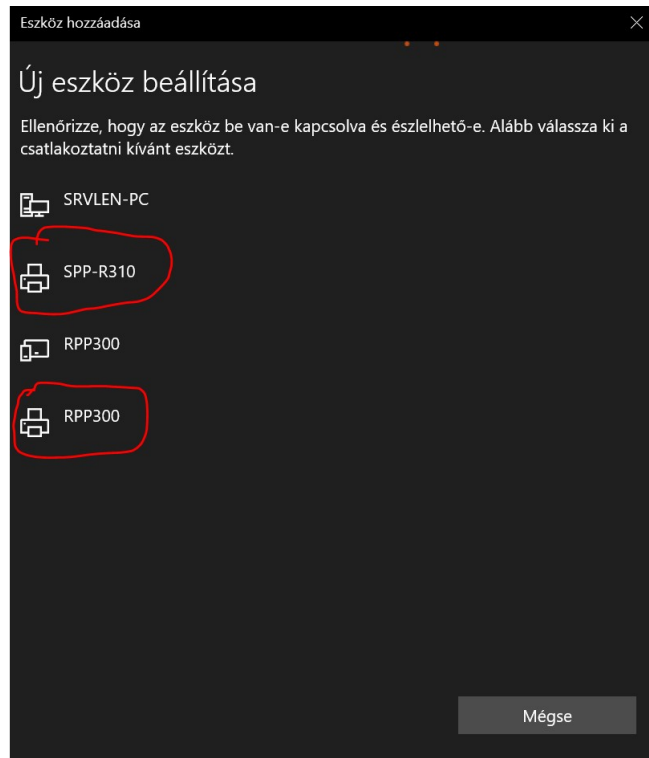 Eszköz hozzáadása
Új eszköz beállítása
Ellenőrizze, hogy az eszköz be van-e kapcsolva és észlelhető-e. Alább válassza ki a
csatlakoztatni kívánt eszközt.
SRVLEN-PC
SPP-R310
RPP300
RPP300
Mégse